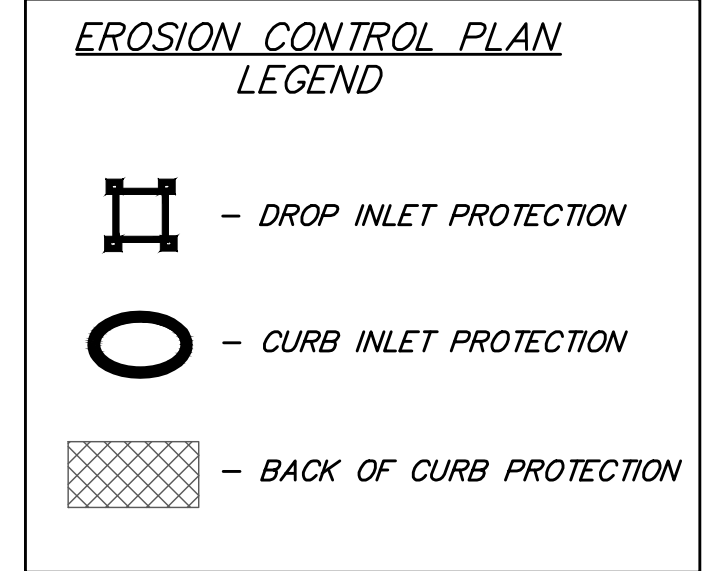 EROSION CONTROL PLAN
LEGEND
- DROP INLET PROTECTION
- CURB INLET PROTECTION
- BACK OF CURB PROTECTION